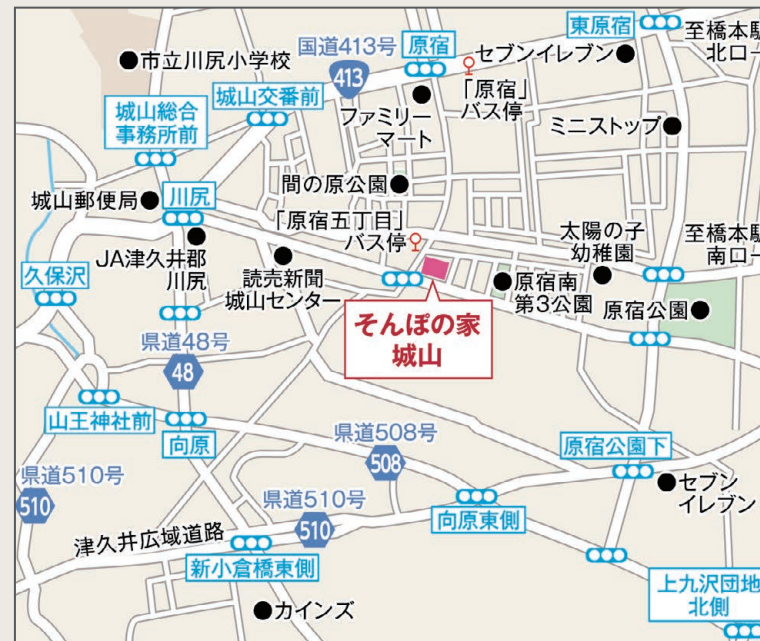 東原宿
至橋本駅
北口
国道413号
原宿
セブンイレブン
市立川尻小学校
413
「原宿」
バス停
城山総合
事務所前
城山交番前
ファミリー
マート
ミニストップ
間の原公園
城山郵便局
川尻
「原宿五丁目」
バス停
太陽の子
幼稚園
至橋本駅
南口
JA津久井郡
川尻
久保沢
読売新聞
城山センター
原宿南
第3公園
原宿公園
そんぽの家
城山
県道48号
48
山王神社前
向原
県道508号
508
原宿公園下
県道510号
510
県道510号
510
セブン
イレブン
向原東側
津久井広域道路
新小倉橋東側
上九沢団地
北側
カインズ